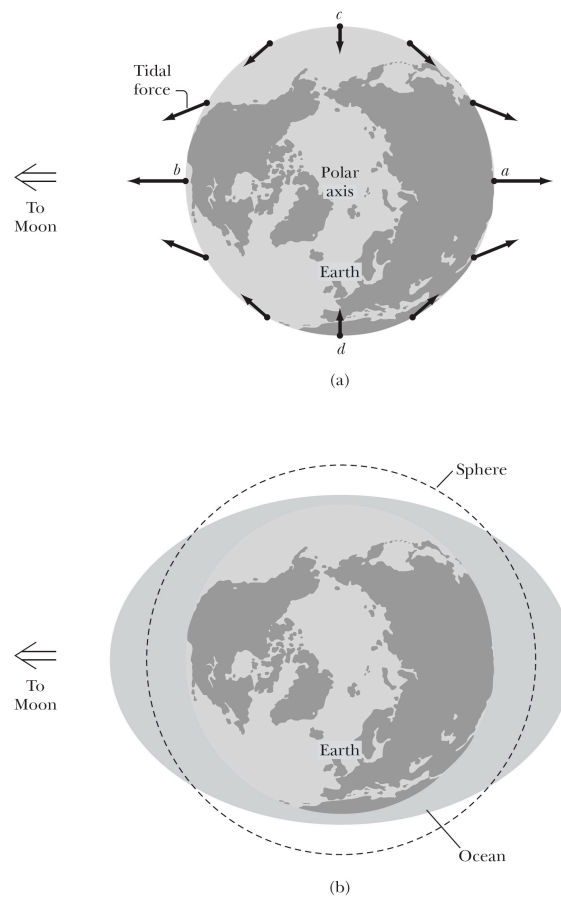 c
Tidal
force
b
a
To
Moon
Polar
axis
Earth
d
(a)
Sphere
To
Moon
Earth
Ocean
(b)